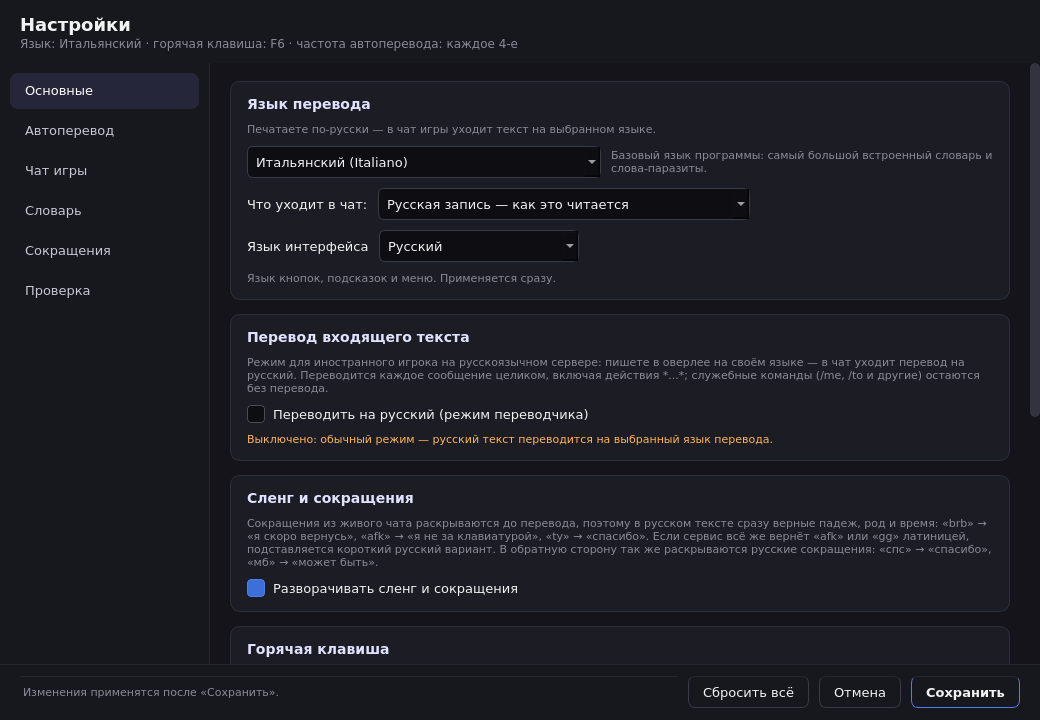 Настройки
Язык: Итальянский · горячая клавиша: F6 · частота автоперевода: каждое 4-е
Основные
Автоперевод
Чат игры
Словарь
Сокращения
Проверка
Язык перевода
Печатаете по-русски — в чат игры уходит текст на выбранном языке.
Итальянский (Italiano)
Базовый язык программы: самый большой встроенный словарь и
слова-паразиты.
Что уходит в чат:
Русская запись — как это читается
Язык интерфейса
Русский
Язык кнопок, подсказок и меню. Применяется сразу.
Перевод входящего текста
Режим для иностранного игрока на русскоязычном сервере: пишете в оверлее на своём языке — в чат уходит перевод на
русский. Переводится каждое сообщение целиком, включая действия *...*; служебные команды (/me, /to и другие) остаются
без перевода.
Переводить на русский (режим переводчика)
Выключено: обычный режим — русский текст переводится на выбранный язык перевода.
Сленг и сокращения
Сокращения из живого чата раскрываются до перевода, поэтому в русском тексте сразу верные падеж, род и время: «brb» →
«я скоро вернусь», «afk» → «я не за клавиатурой», «ty» → «спасибо». Если сервис всё же вернёт «afk» или «gg» латиницей,
подставляется короткий русский вариант. В обратную сторону так же раскрываются русские сокращения: «спс» → «спасибо»,
«мб» → «может быть».
Разворачивать сленг и сокращения
Горячая клавиша
Изменения применятся после «Сохранить».
Сбросить всё
Отмена
Сохранить